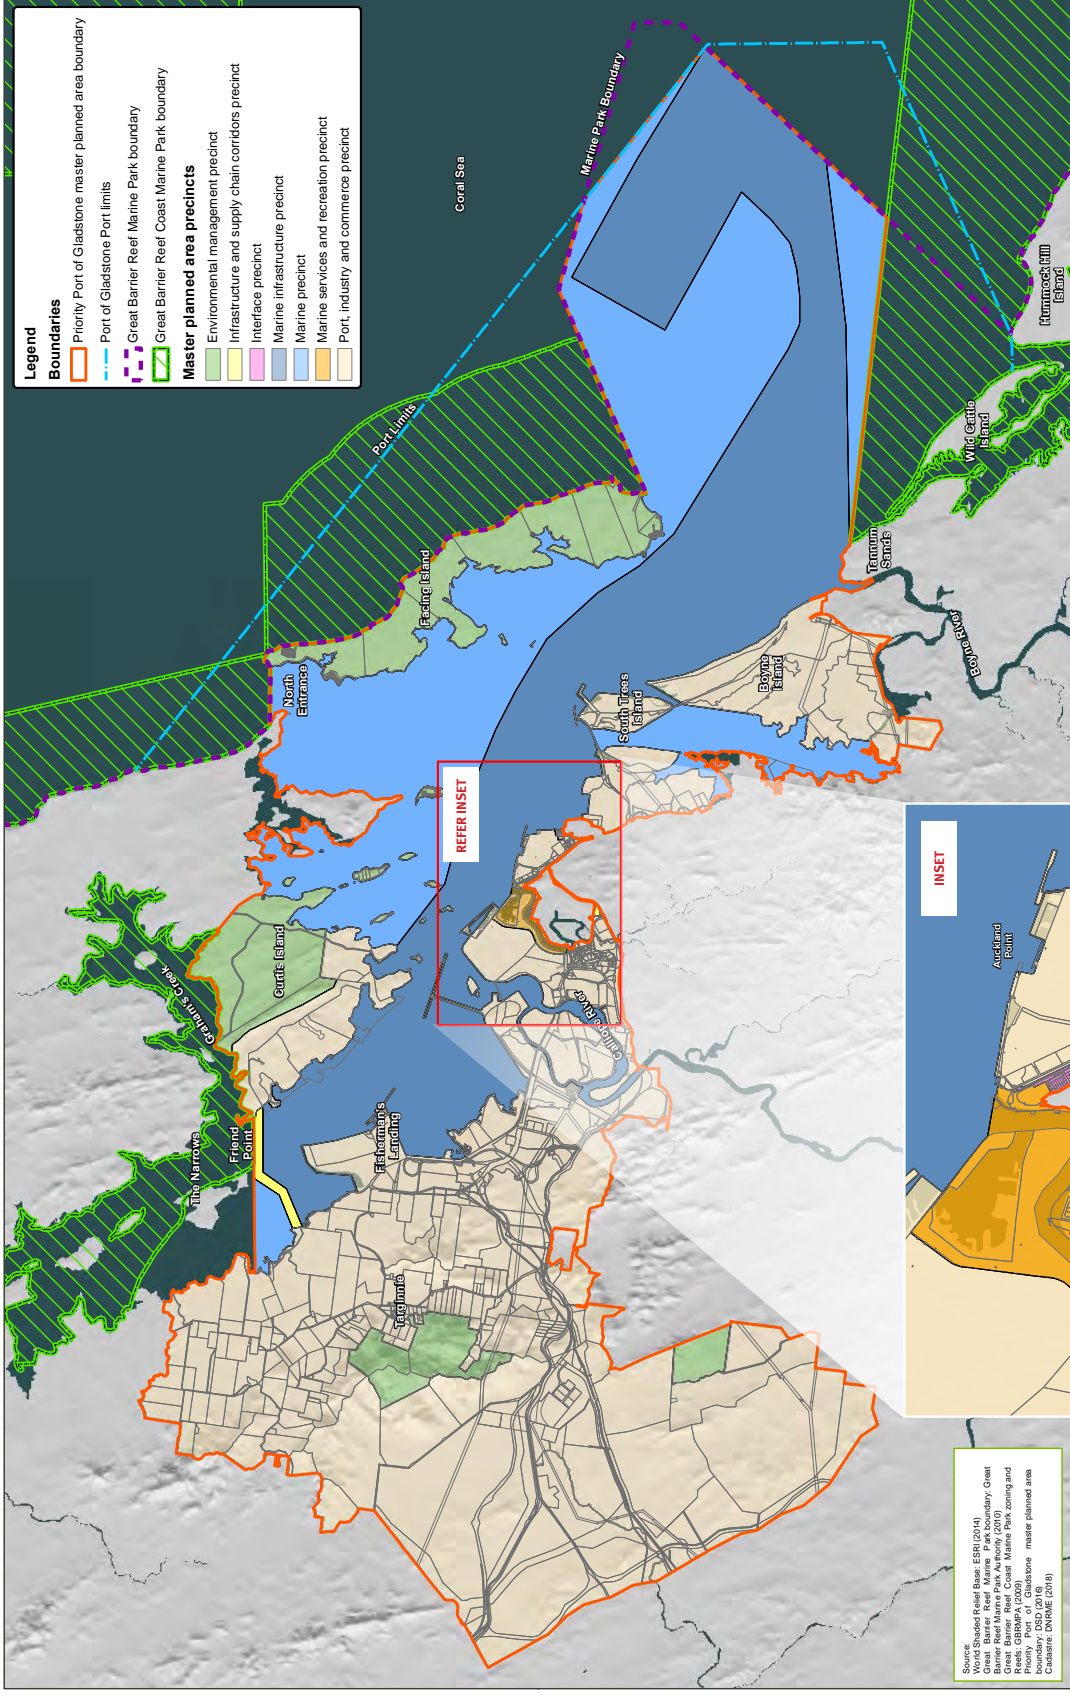 Legend
Boundaries
Priority Port of Gladstone master planned area boundary
Port of Gladstone Port limits
Great Barrier Reef Marine Park boundary
Great Barrier Reef Coast Marine Park boundary
Master planned area precincts
Environmental management precinct
Infrastructure and supply chain corridors precinct
Interface precinct
Marine infrastructure precinct
Marine precinct
Marine services and recreation precinct
Port, industry and commerce precinct
Coral Sea
Marine Park Boundary
Port Limits
Hummock Hill
Island
Wild Cattle
Island
Tannum
Sands
Boyne River
Boyne
Island
South Trees
Island
Facing Island
North
Entrance
REFER INSET
Curtis Island
Graham's Creek
The Narrows
Friend
Point
Fisherman's
Landing
Calliope River
Targinnie
INSET
Auckland
Point
Source:
World Shaded Relief Base: ESRI (2014)
Great Barrier Reef Marine Park boundary: Great
Barrier Reef Marine Park Authority (2010)
Great Barrier Reef Coast Marine Park zoning and
Reefs: GBRMPA (2009)
Priority Port of Gladstone master planned area
boundary: DSD (2016)
Cadastre: DNRME (2018)